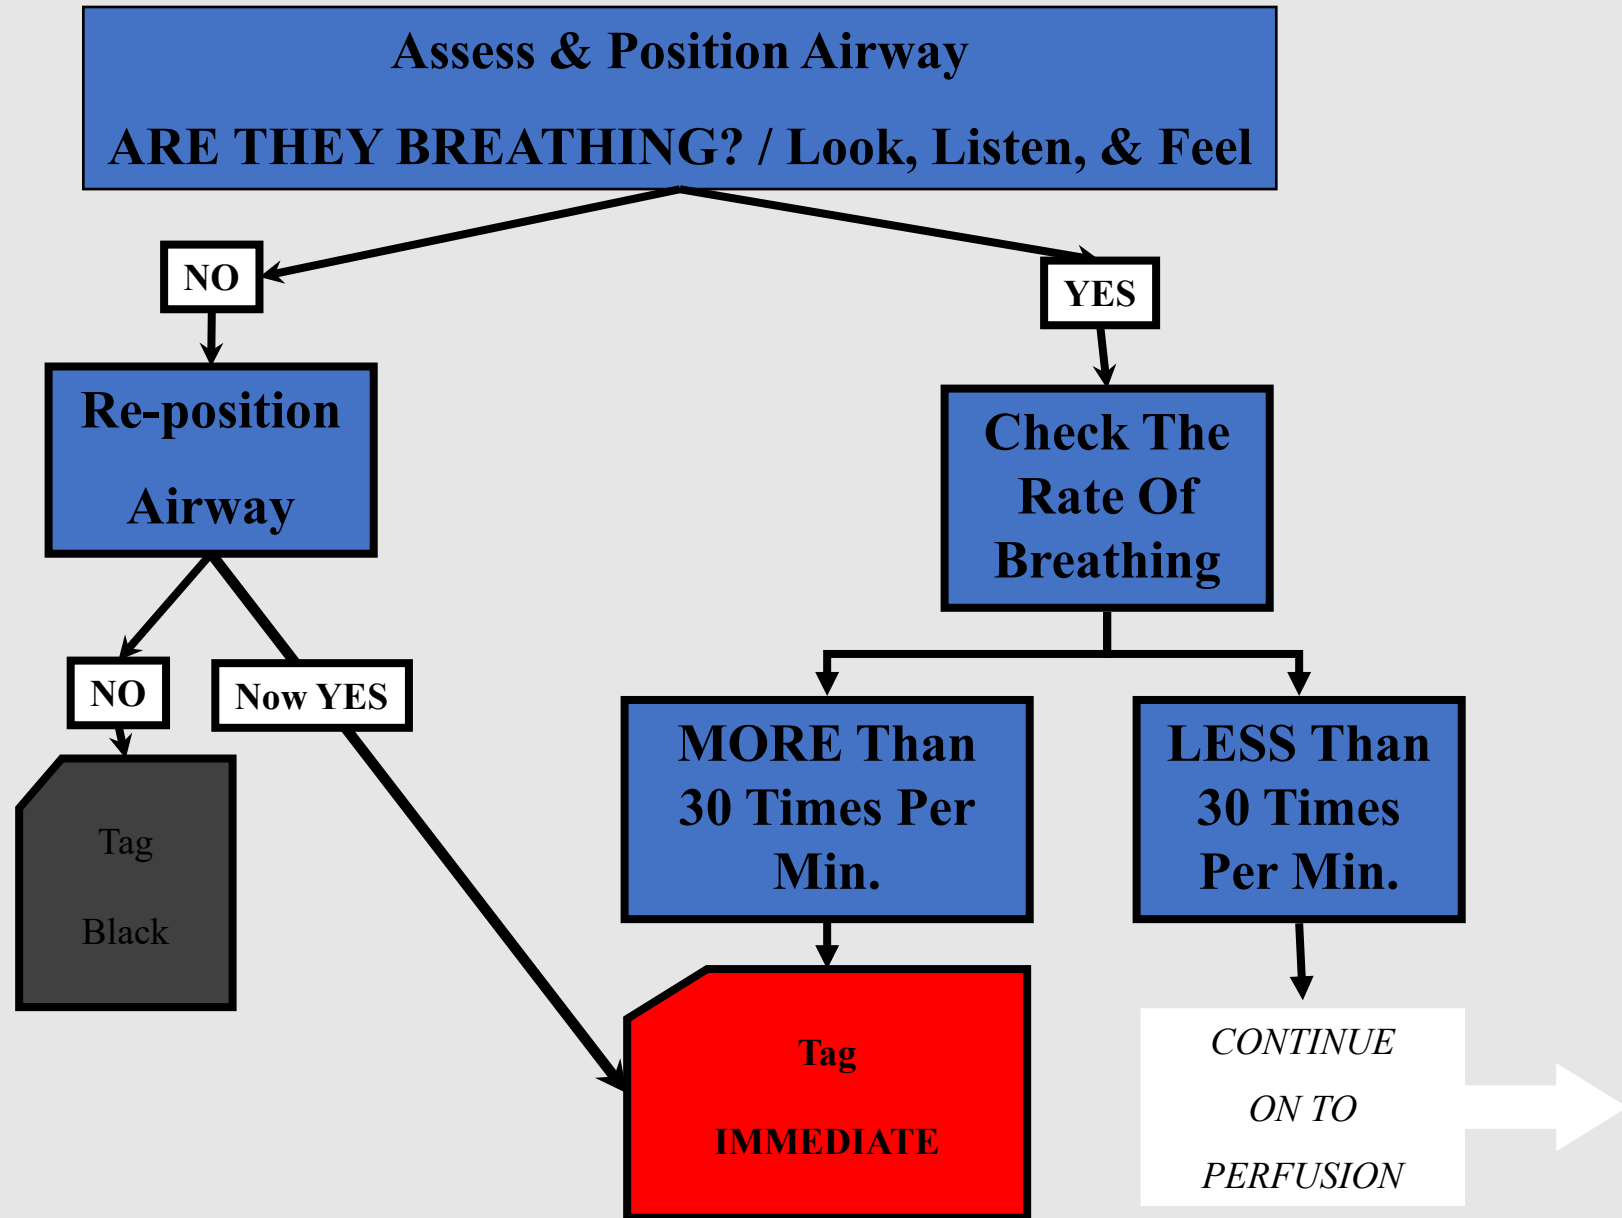 Assess & Position Airway
ARE THEY BREATHING? / Look, Listen, & Feel
NO
YES
Re-position
Airway
Check The
Rate Of
Breathing
NO
Now YES
MORE Than
30 Times Per
Min.
LESS Than
30 Times
Per Min.
Tag
Black
Tag
IMMEDIATE
CONTINUE
ON TO
PERFUSION